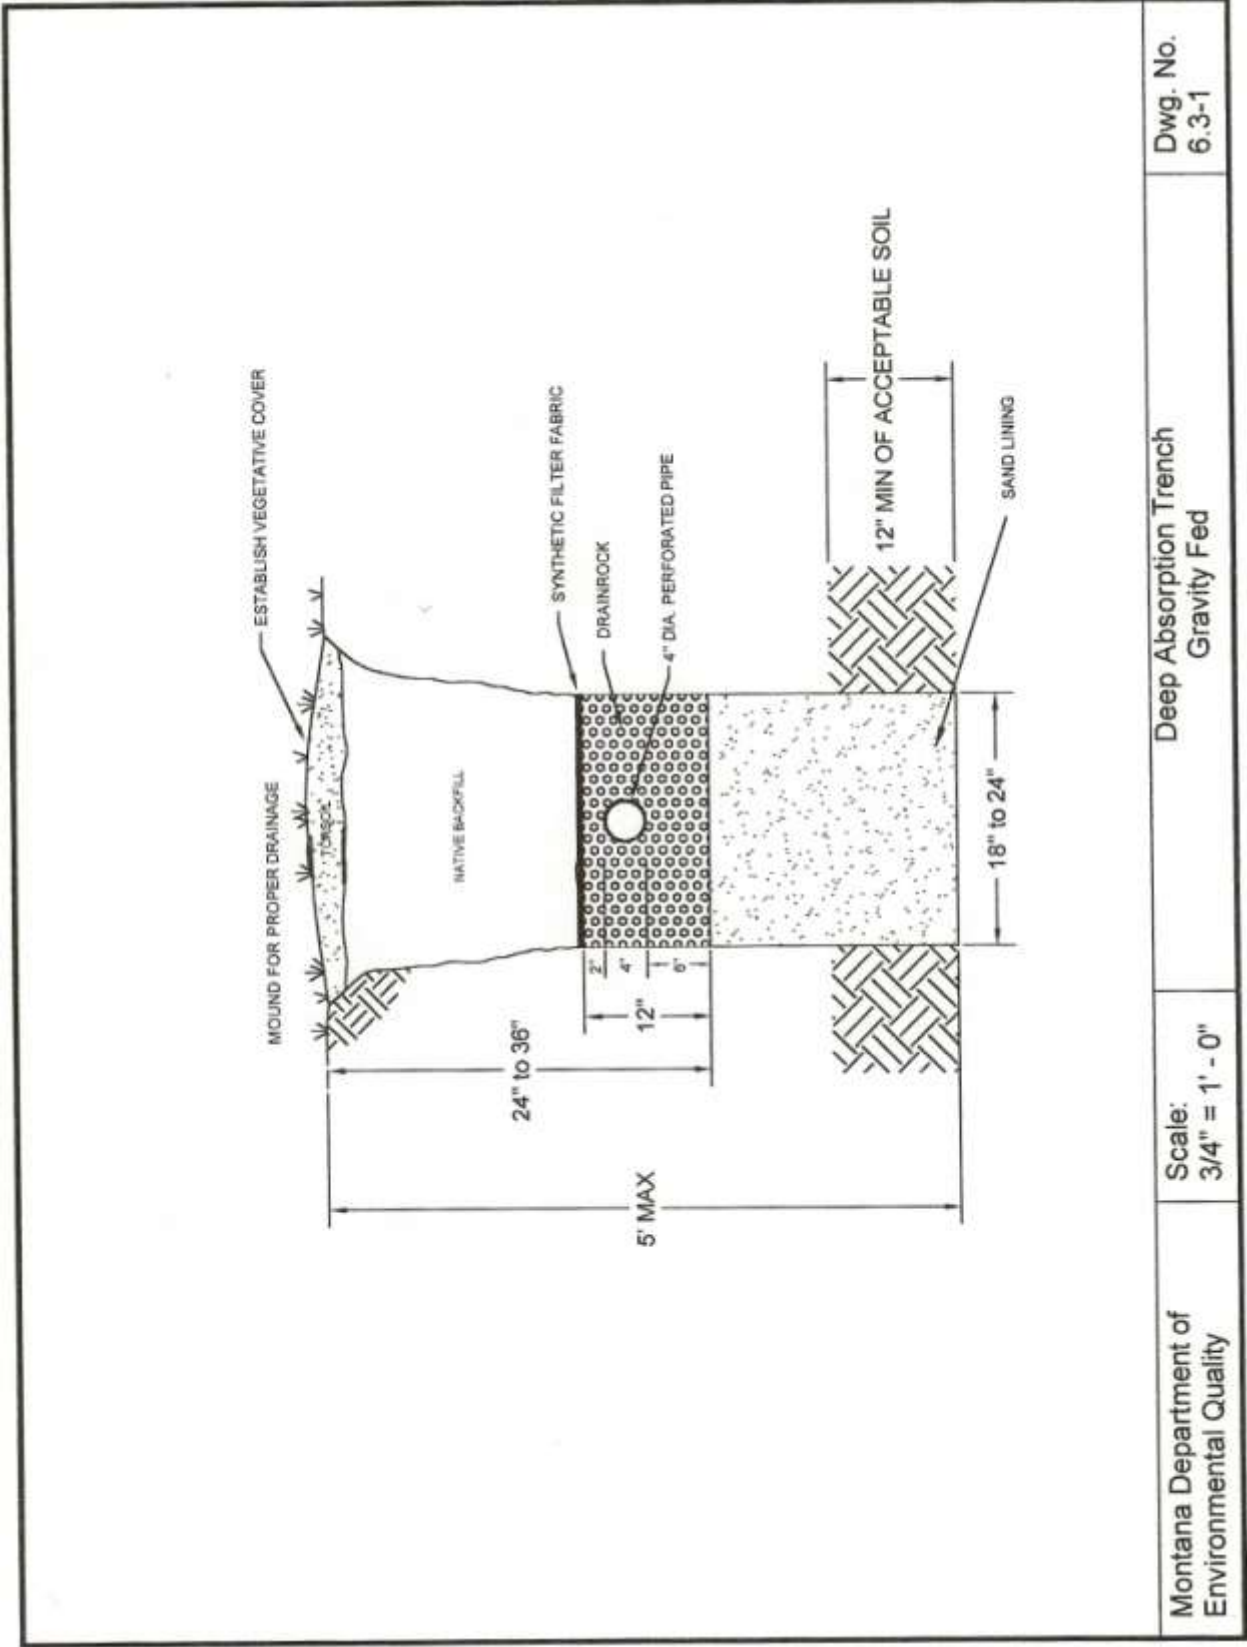 ESTABLISH VEGETATIVE COVER
MOUND FOR PROPER DRAINAGE
TOPSOIL
NATIVE BACKFILL
SYNTHETIC FILTER FABRIC
DRAINROCK
4" DIA. PERFORATED PIPE
2"
4"
6"
12"
24" to 36"
5' MAX
12" MIN OF ACCEPTABLE SOIL
SAND LINING
18" to 24"
Montana Department of
Environmental Quality
Scale:
3/4" = 1' - 0"
Deep Absorption Trench
Gravity Fed
Dwg. No.
6.3-1